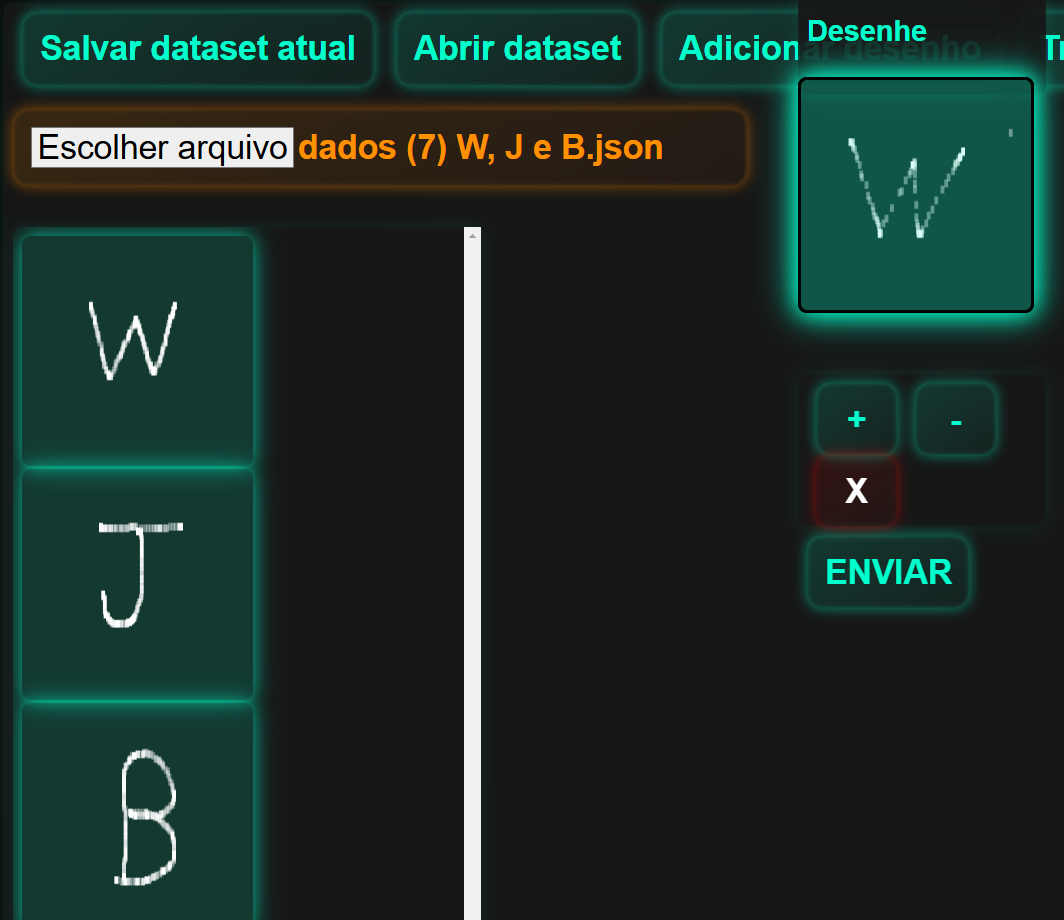 Salvar dataset atual Abrir dataset Adicionar desenho Tr
Desenhe
Escolher arquivo dados (7) W, J e B.json
W
W
J
B
+ -
X
ENVIAR